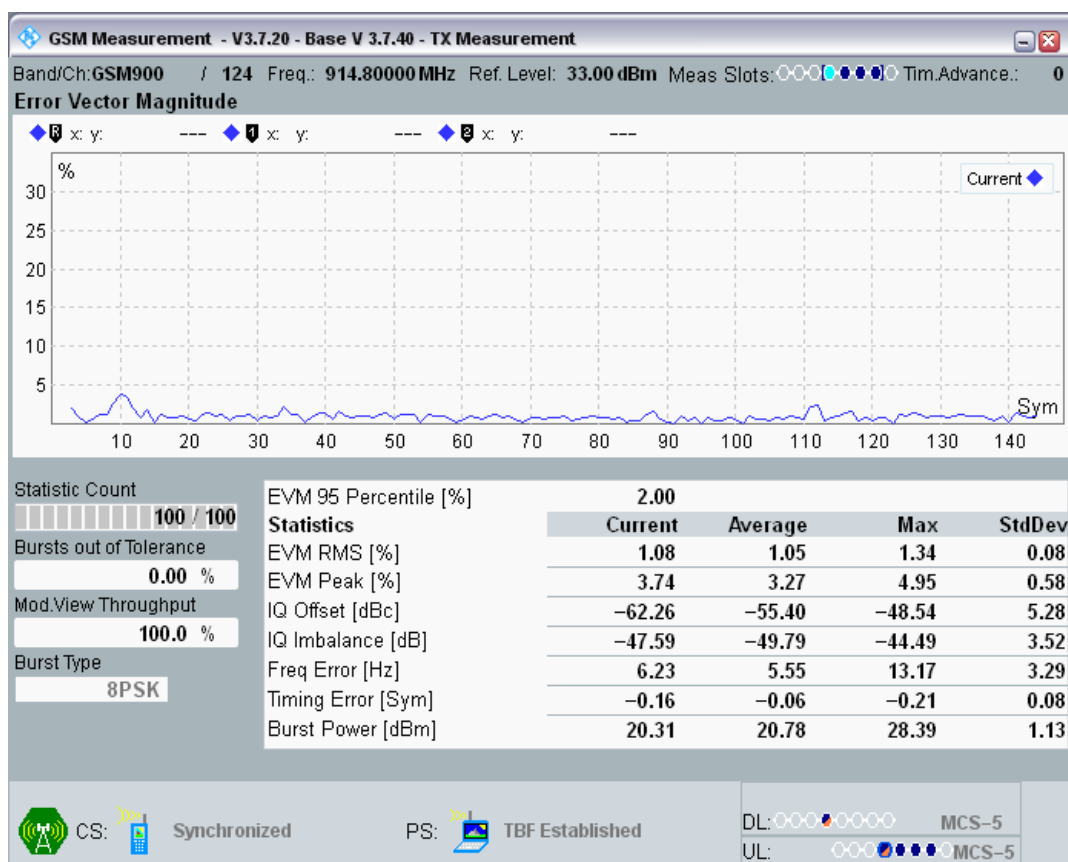 GSM Measurement - V3.7.20 - Base V 3.7.40 - TX Measurement
Band/Ch:GSM900 / 124 Freq.: 914.80000 MHz Ref. Level: 33.00 dBm Meas Slots: Tim.Advance.: 0
Error Vector Magnitude
R x: y: --- 1 x: y: --- 2 x: y: ---
%
Current
30
25
20
15
10
5
Sym
10 20 30 40 50 60 70 80 90 100 110 120 130 140
Statistic Count
100 / 100
Bursts out of Tolerance
0.00 %
Mod.View Throughput
100.0 %
Burst Type
8PSK
EVM 95 Percentile [%] 2.00
Statistics Current Average Max StdDev
EVM RMS [%] 1.08 1.05 1.34 0.08
EVM Peak [%] 3.74 3.27 4.95 0.58
IQ Offset [dBc] −62.26 −55.40 −48.54 5.28
IQ Imbalance [dB] −47.59 −49.79 −44.49 3.52
Freq Error [Hz] 6.23 5.55 13.17 3.29
Timing Error [Sym] −0.16 −0.06 −0.21 0.08
Burst Power [dBm] 20.31 20.78 28.39 1.13
CS: Synchronized PS: TBF Established
DL: MCS−5
UL: MCS−5